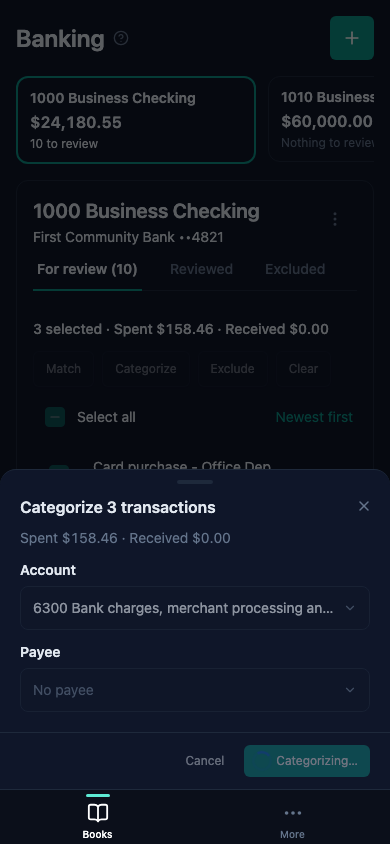 Banking
1000 Business Checking
$24,180.55
10 to review
1010 Business
$60,000.00
Nothing to review
1000 Business Checking
First Community Bank ••4821
For review (10)
Reviewed
Excluded
3 selected · Spent $158.46 · Received $0.00
Match
Categorize
Exclude
Clear
Select all
Newest first
Card purchase - Office Dep
Categorize 3 transactions
Spent $158.46 · Received $0.00
Account
6300 Bank charges, merchant processing an...
Payee
No payee
Cancel
Categorizing...
Books
More